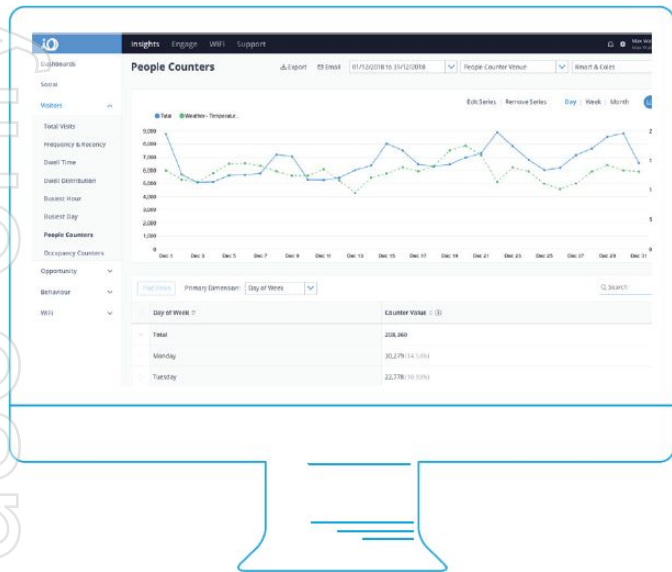 iO
Insights Engage WiFi Support
Dashboards
People Counters
Export Email 01/12/2018 to 31/12/2018 People Counter Venue Smart & Coles
Social
Visitors
Edit Series | Remove Series Day | Week | Month
Total Weather - Temperatur...
Total Visits
Frequency & Recency
Dwell Time
Dwell Distribution
Busiest Hour
Busiest Day
People Counters
Occupancy Counters
Opportunity
Behaviour
WiFi
9,000
8,000
7,000
6,000
5,000
4,000
3,000
2,000
1,000
0
Dec 1 Dec 3 Dec 5 Dec 7 Dec 9 Dec 11 Dec 13 Dec 15 Dec 17 Dec 19 Dec 21 Dec 23 Dec 25 Dec 27 Dec 29 Dec 31
Plot Rows Primary Dimension: Day of Week Search
Day of Week Counter Value
Total 208,360
Monday 30,279
Tuesday 22,778